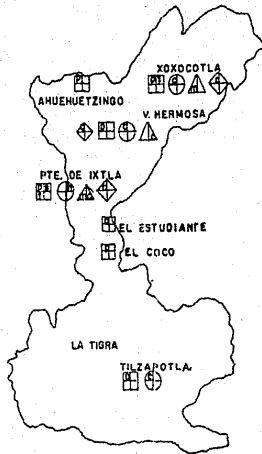 XOXOCOTLA
AHUEHUETZINGO
V. HERMOSA
PTE. DE IXTLA
EL ESTUDIANTE
EL COCO
LA TIGRA
TILZAPOTLA